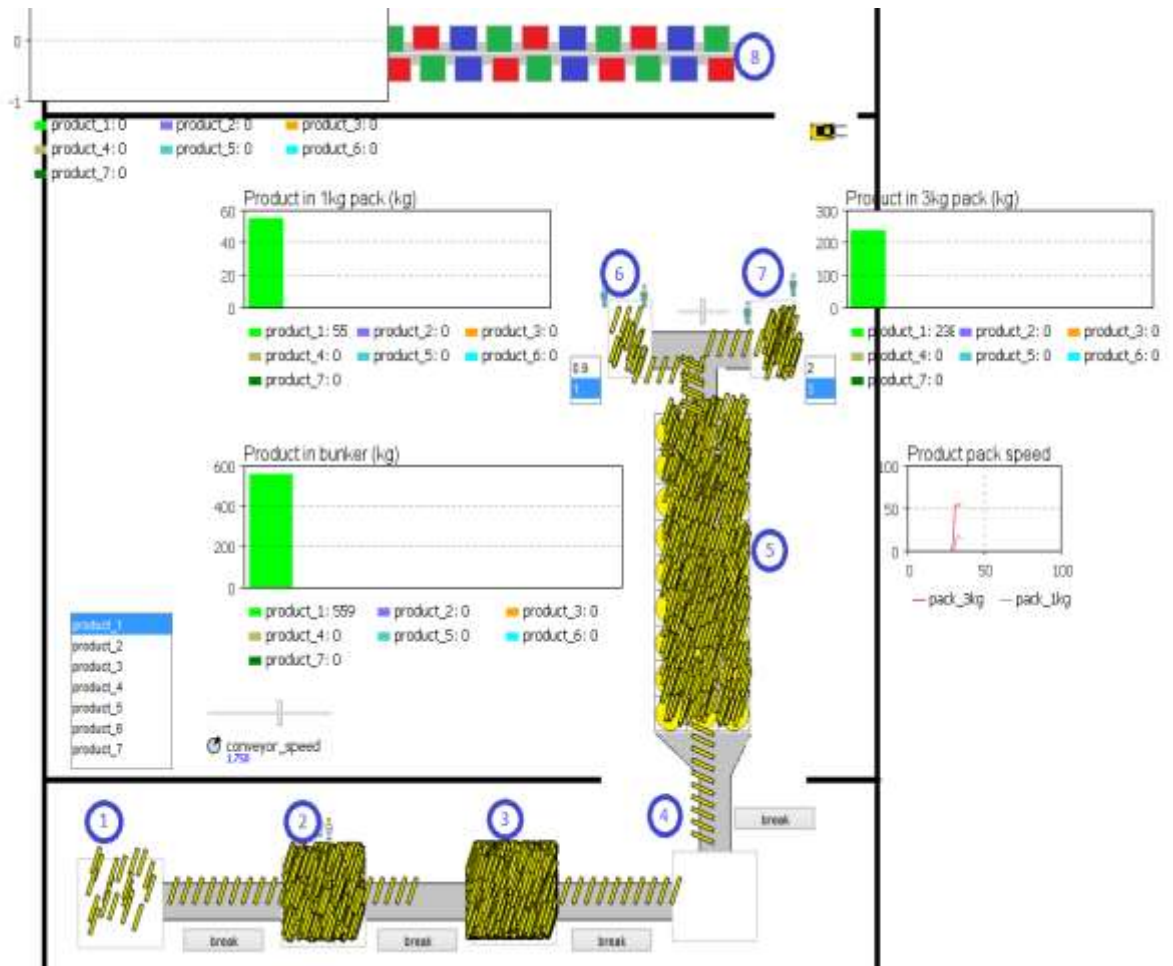 0
8
-1
product_1: 0 product_2: 0 product_3: 0
product_4: 0 product_5: 0 product_6: 0
product_7: 0
Product in 1kg pack (kg)
60
40
20
0
product_1: 55 product_2: 0 product_3: 0
product_4: 0 product_5: 0 product_6: 0
product_7: 0
6
7
0.9
1
2
Product in 3kg pack (kg)
300
200
100
0
product_1: 238 product_2: 0 product_3: 0
product_4: 0 product_5: 0 product_6: 0
product_7: 0
Product in bunker (kg)
600
400
200
0
product_1: 559 product_2: 0 product_3: 0
product_4: 0 product_5: 0 product_6: 0
product_7: 0
5
Product pack speed
100
50
0
0 50 100
pack_3kg pack_1kg
product_1
product_2
product_3
product_4
product_5
product_6
product_7
conveyor_speed
1.758
1
2
3
4
break
break
break
break